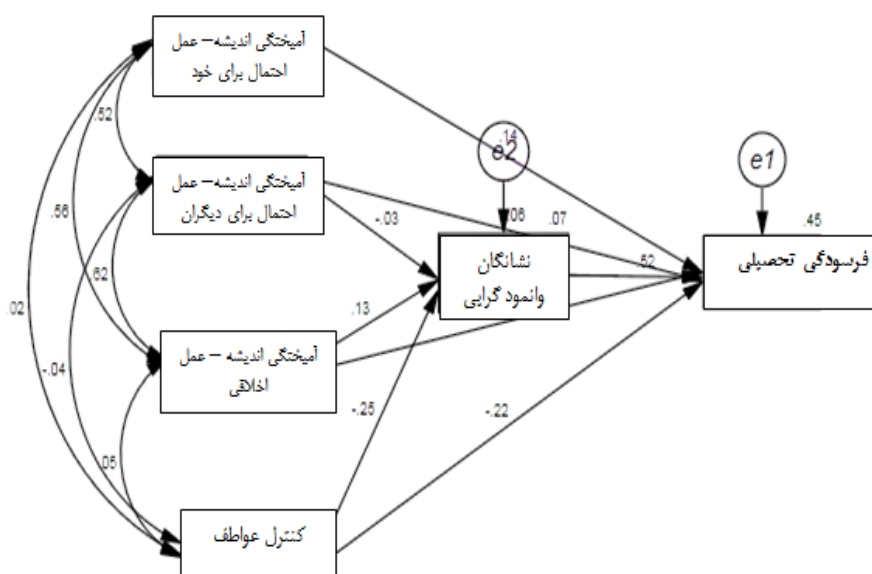 آمیختگی اندیشه – عمل
احتمال برای خود
.52
.14
e2
e1
آمیختگی اندیشه – عمل
احتمال برای دیگران
.56
-.03
.06
.07
.45
نشانگان
وانمود گرایی
فرسودگی تحصیلی
.62
.52
.02
.13
آمیختگی اندیشه – عمل
اخلاقی
-.04
-.25
-.22
.05
کنترل عواطف